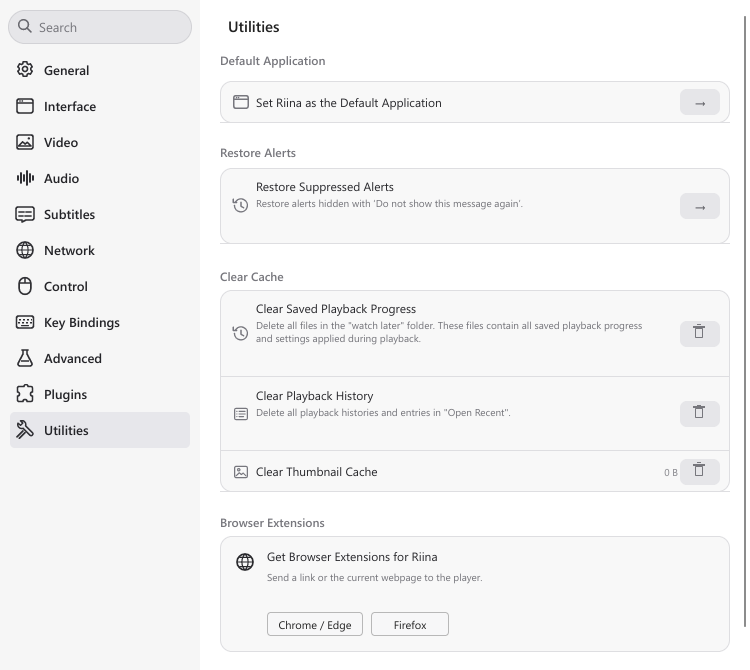 Search
General
Interface
Video
Audio
Subtitles
Network
Control
Key Bindings
Advanced
Plugins
Utilities
Utilities
Default Application
Set Riina as the Default Application
→
Restore Alerts
Restore Suppressed Alerts
Restore alerts hidden with ‘Do not show this message again’.
→
Clear Cache
Clear Saved Playback Progress
Delete all files in the "watch later" folder. These files contain all saved playback progress
and settings applied during playback.
Clear Playback History
Delete all playback histories and entries in "Open Recent".
Clear Thumbnail Cache
0 B
Browser Extensions
Get Browser Extensions for Riina
Send a link or the current webpage to the player.
Chrome / Edge
Firefox